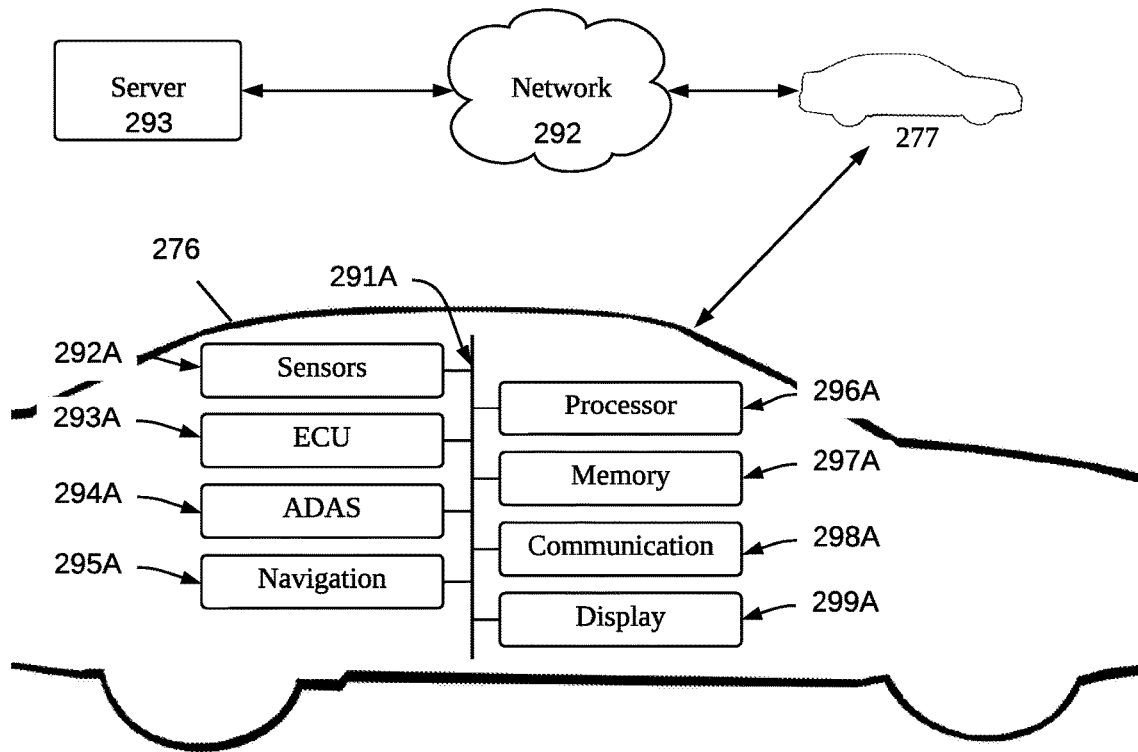 Server
293
Network
292
277
276
291A
292A
Sensors
293A
ECU
294A
ADAS
295A
Navigation
Processor
296A
Memory
297A
Communication
298A
Display
299A